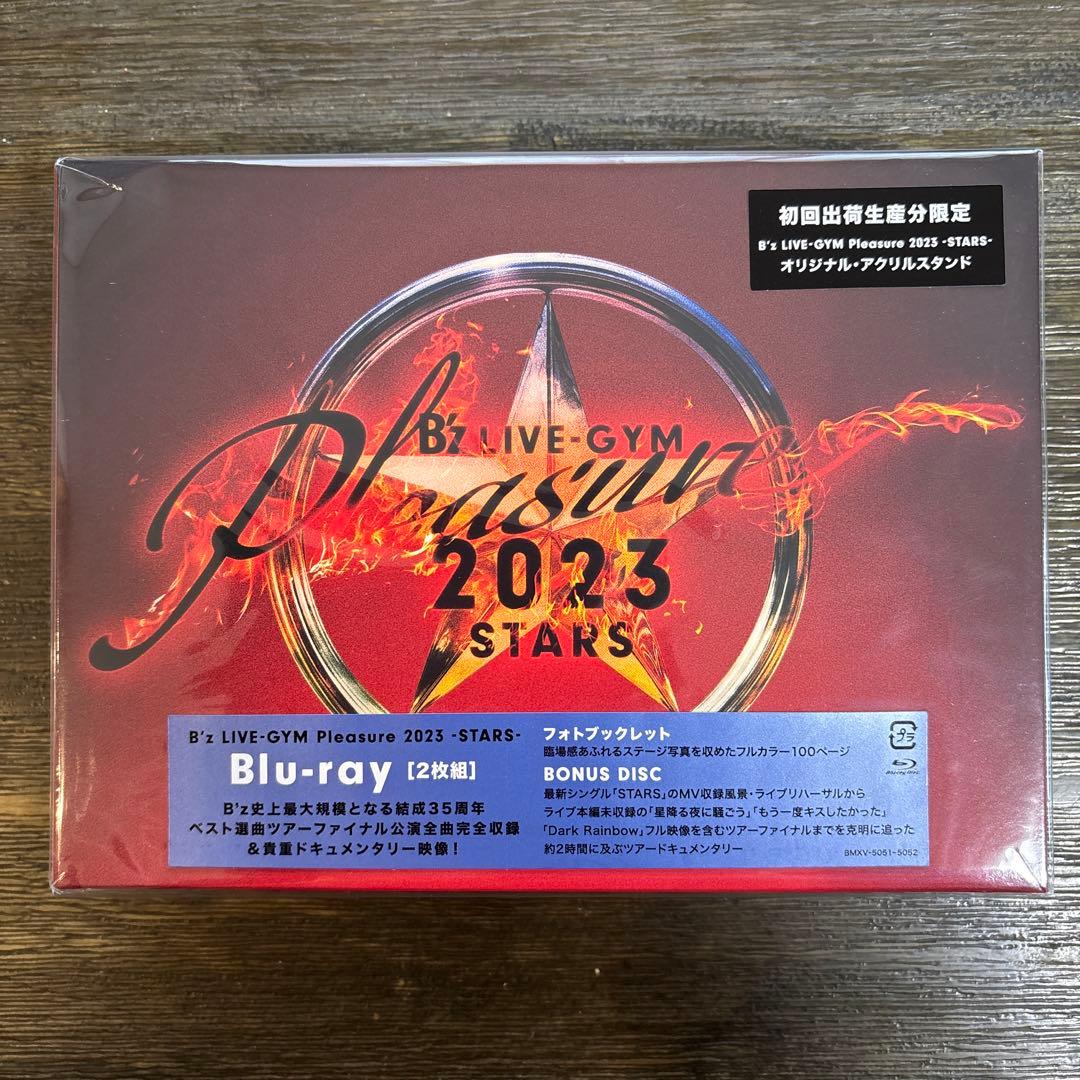 初回出荷生産分限定
B'z LIVE-GYM Pleasure 2023 -STARS-
オリジナル・アクリルスタンド
B'z LIVE-GYM
Pleasure
2023
STARS
B'z LIVE-GYM Pleasure 2023 -STARS-
Blu-ray [2枚組]
B'z史上最大規模となる結成35周年
ベスト選曲ツアーファイナル公演全曲完全収録
&貴重ドキュメンタリー映像!
フォトブックレット
臨場感あふれるステージ写真を収めたフルカラー100ページ
BONUS DISC
最新シングル「STARS」のMV収録風景・ライブリハーサルから
ライブ本編未収録の「星降る夜に騒ごう」「もう一度キスしたかった」
「Dark Rainbow」フル映像を含むツアーファイナルまでを克明に追った
約2時間に及ぶツアードキュメンタリー
プラ
Blu-ray Disc
BMXV-5051~5052